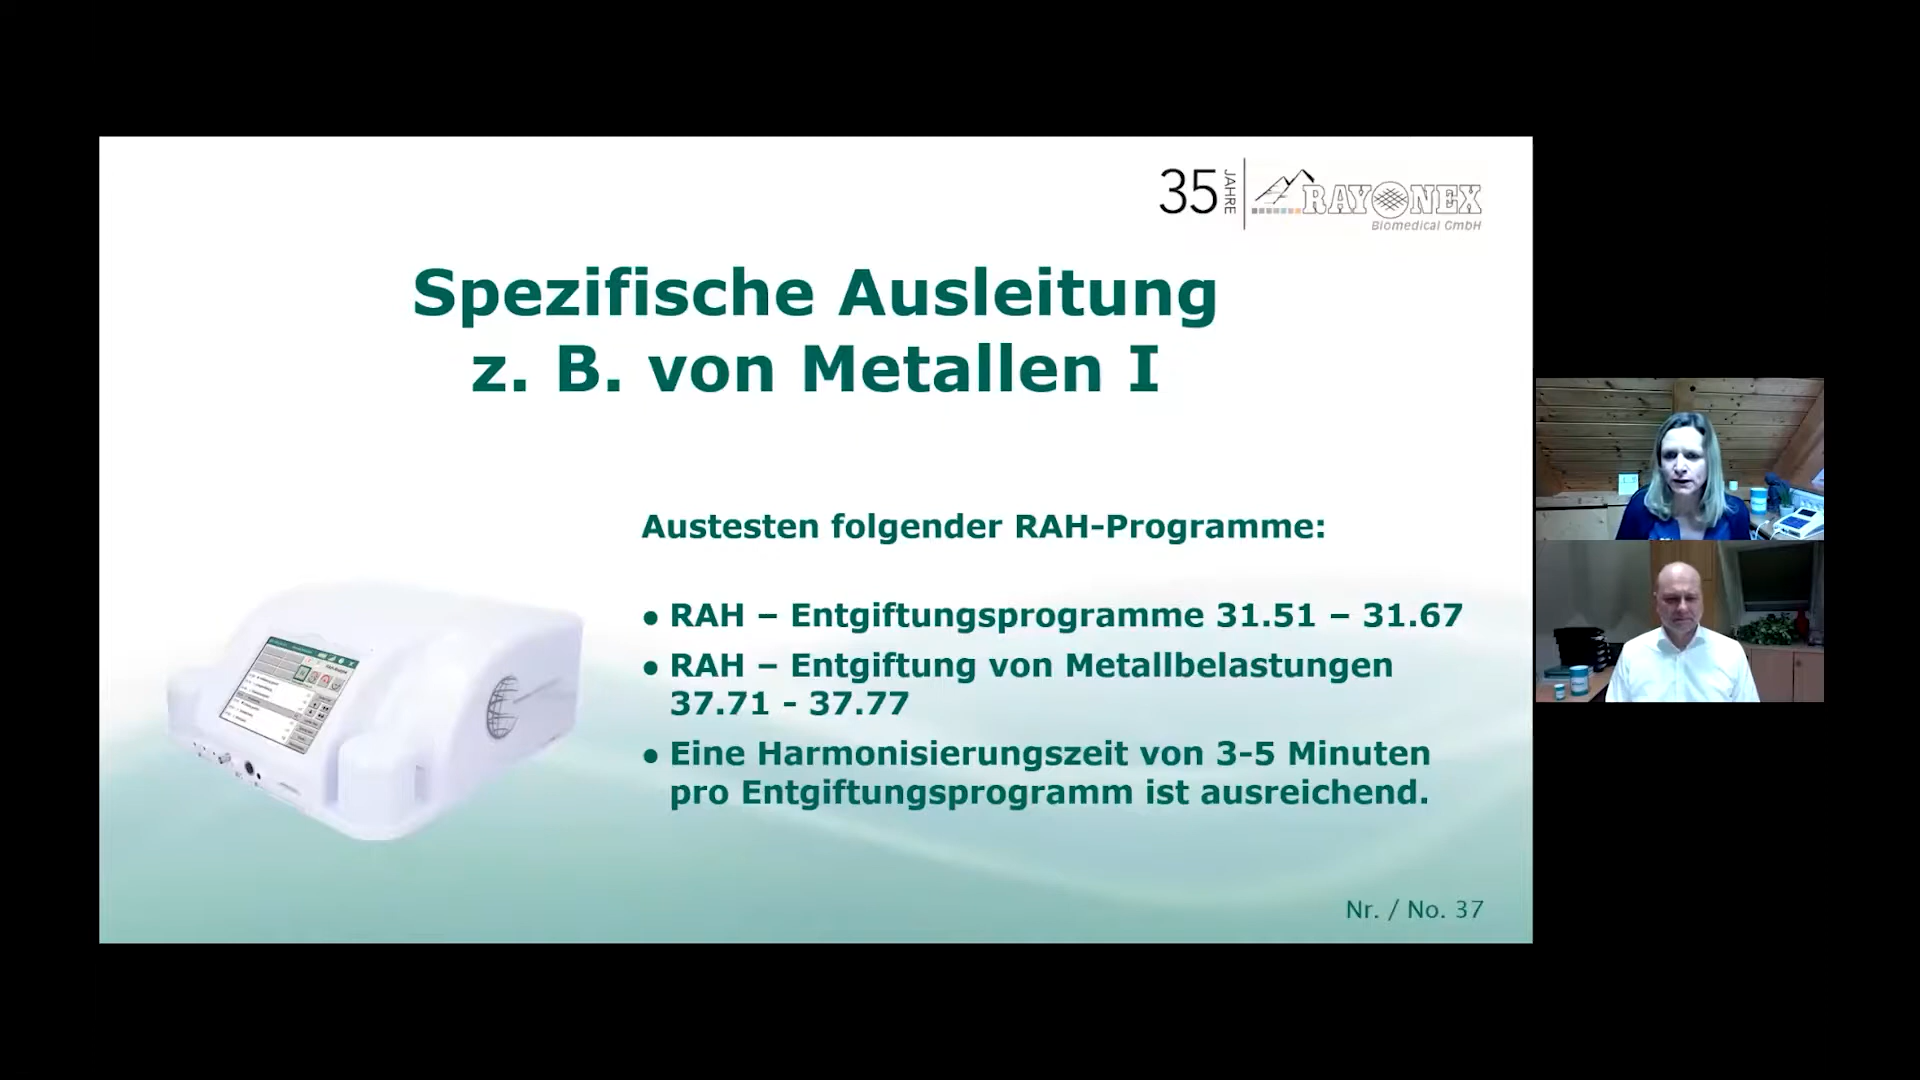 35 JAHRE RAYONEX
Biomedical GmbH
Spezifische Ausleitung
z. B. von Metallen I
Austesten folgender RAH-Programme:
● RAH – Entgiftungsprogramme 31.51 – 31.67
● RAH – Entgiftung von Metallbelastungen
37.71 - 37.77
● Eine Harmonisierungszeit von 3-5 Minuten
pro Entgiftungsprogramm ist ausreichend.
Nr. / No. 37